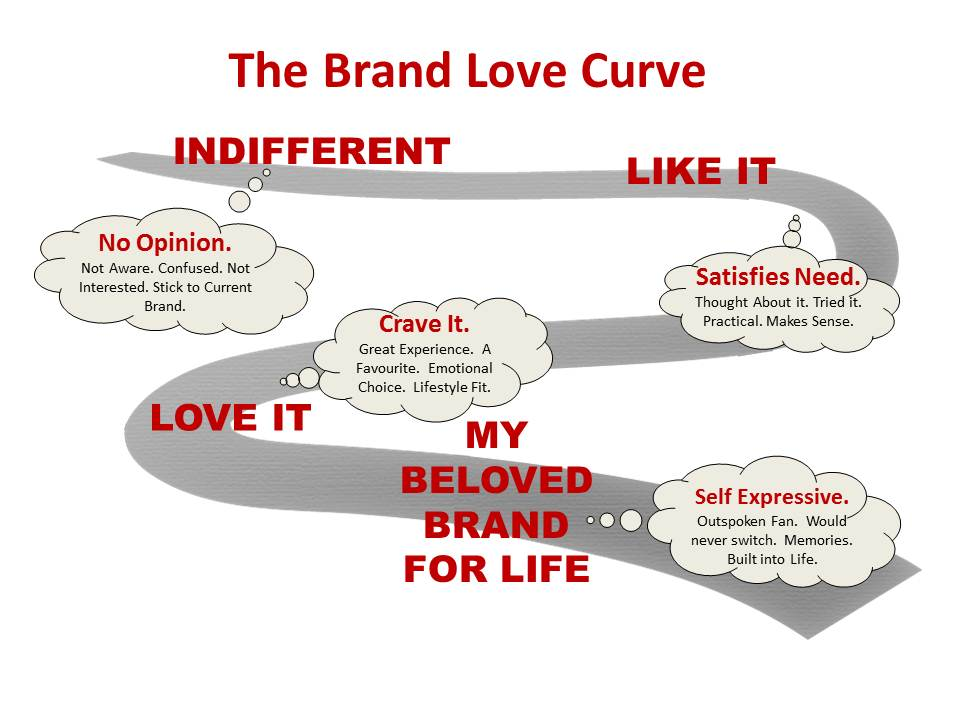 The Brand Love Curve
INDIFFERENT
LIKE IT
No Opinion.
Not Aware. Confused. Not
Interested. Stick to Current
Brand.
Satisfies Need.
Thought About it. Tried it.
Practical. Makes Sense.
Crave It.
Great Experience. A
Favourite. Emotional
Choice. Lifestyle Fit.
LOVE IT
MY
BELOVED
BRAND
FOR LIFE
Self Expressive.
Outspoken Fan. Would
never switch. Memories.
Built into Life.